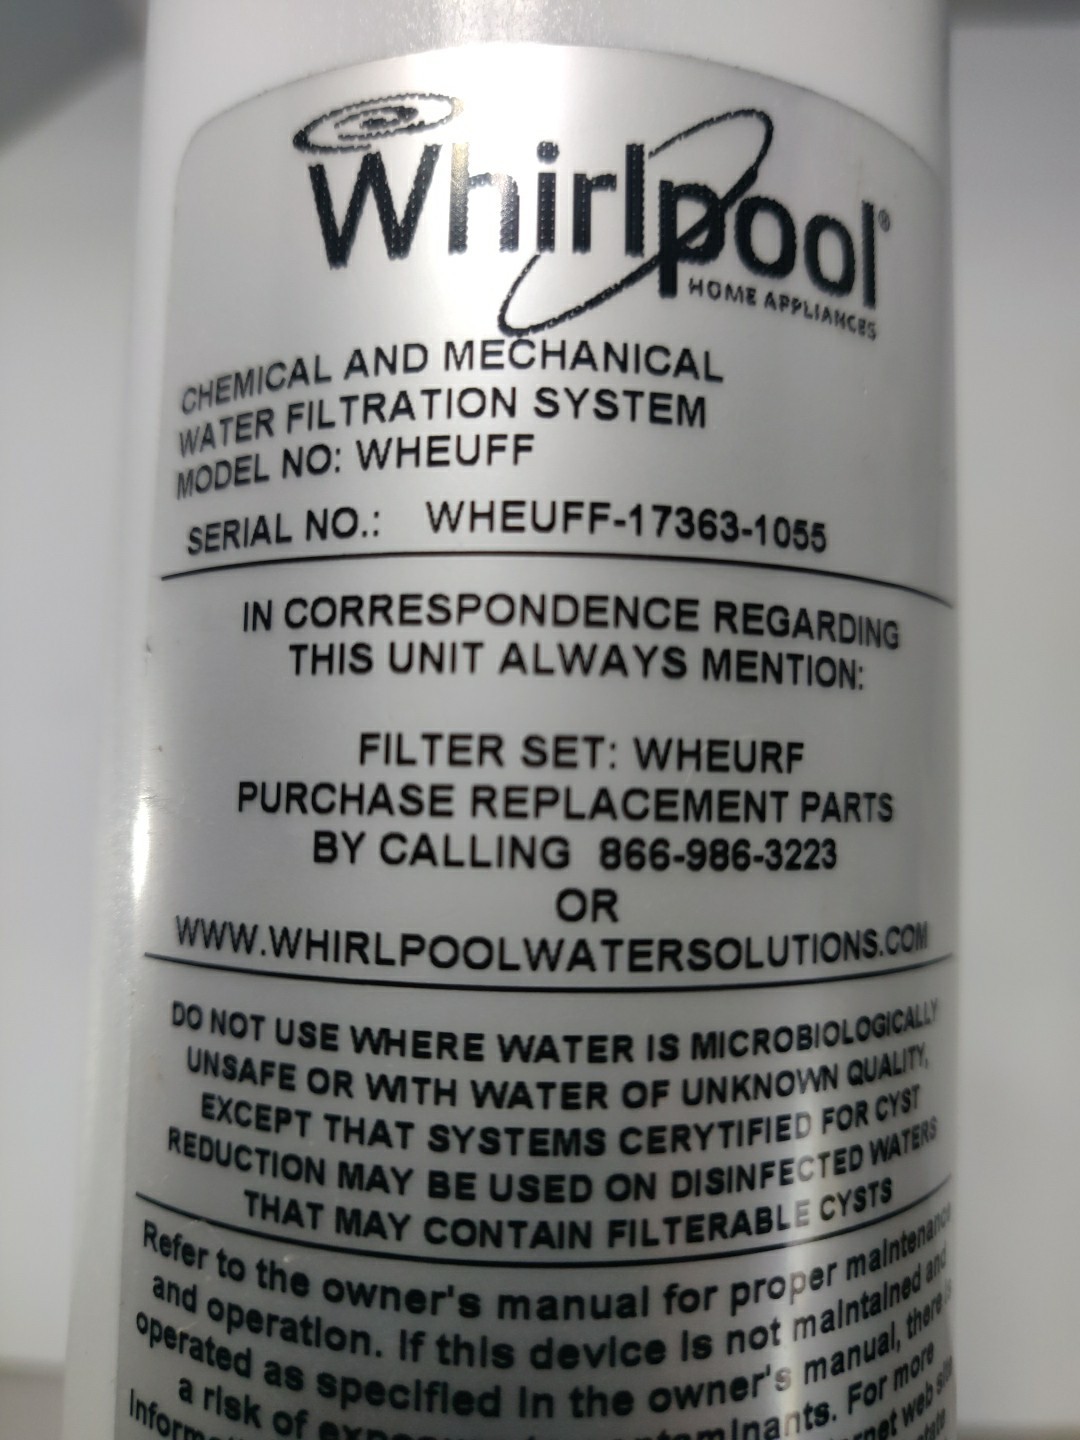 Whirlpool®
HOME APPLIANCES
CHEMICAL AND MECHANICAL
WATER FILTRATION SYSTEM
MODEL NO: WHEUFF
SERIAL NO.: WHEUFF-17363-1055
IN CORRESPONDENCE REGARDING
THIS UNIT ALWAYS MENTION:
FILTER SET: WHEURF
PURCHASE REPLACEMENT PARTS
BY CALLING 866-986-3223
OR
WWW.WHIRLPOOLWATERSOLUTIONS.COM
DO NOT USE WHERE WATER IS MICROBIOLOGICALLY
UNSAFE OR WITH WATER OF UNKNOWN QUALITY,
EXCEPT THAT SYSTEMS CERYTIFIED FOR CYST
REDUCTION MAY BE USED ON DISINFECTED WATERS
THAT MAY CONTAIN FILTERABLE CYSTS
Refer to the owner's manual for proper maintenance
and operation. If this device is not maintained and
operated as specified in the owner's manual, there is
a risk of contaminants. For more
web